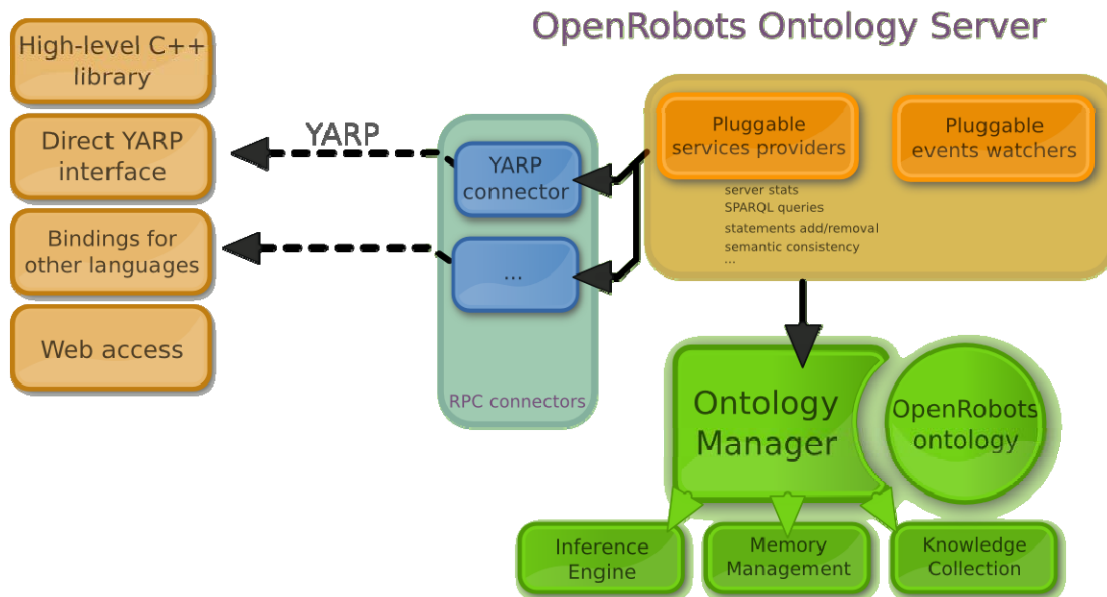 OpenRobots Ontology Server
High-level C++
library
Direct YARP
interface
Bindings for
other languages
Web access
YARP
YARP
connector
...
RPC connectors
Pluggable
services providers
Pluggable
events watchers
server stats
SPARQL queries
statements add/removal
semantic consistency
...
Ontology
Manager
OpenRobots
ontology
Inference
Engine
Memory
Management
Knowledge
Collection